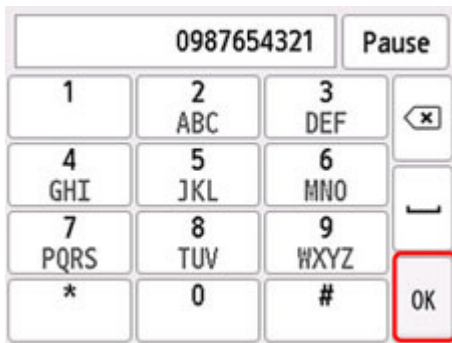 0987654321 Pause
1 2 3
ABC DEF
4 5 6
GHI JKL MNO
7 8 9
PQRS TUV WXYZ
* 0 # OK